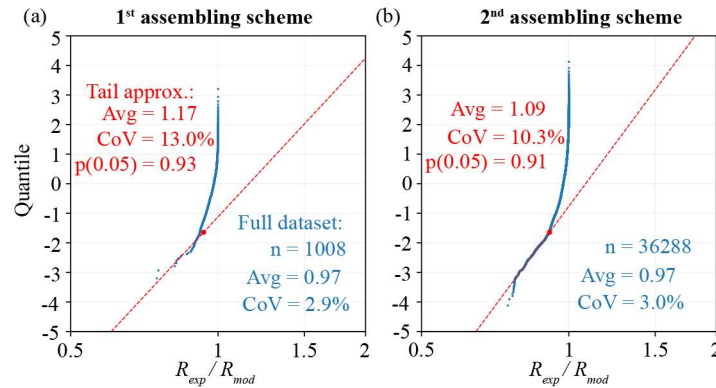 (a)
1st assembling scheme
(b)
2nd assembling scheme
Quantile
5
4
3
2
1
0
-1
-2
-3
-4
-5
Tail approx.:
Avg = 1.17
CoV = 13.0%
p(0.05) = 0.93
Full dataset:
n = 1008
Avg = 0.97
CoV = 2.9%
0.5
1
1.5
2
R_exp / R_mod
5
4
3
2
1
0
-1
-2
-3
-4
-5
Avg = 1.09
CoV = 10.3%
p(0.05) = 0.91
n = 36288
Avg = 0.97
CoV = 3.0%
0.5
1
1.5
2
R_exp / R_mod